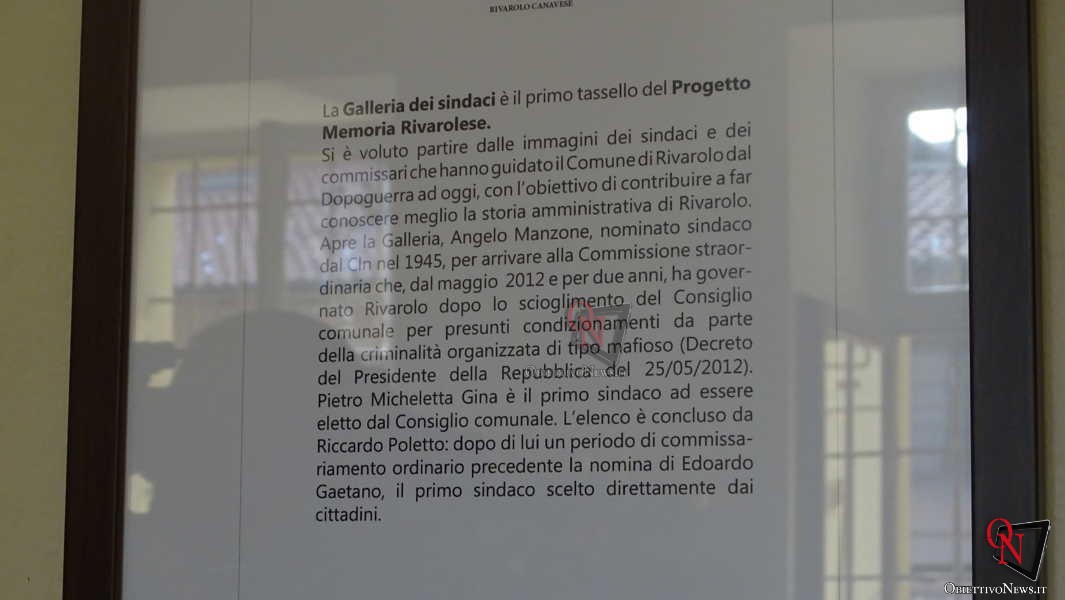 RIVAROLO CANAVESE
La Galleria dei sindaci è il primo tassello del Progetto
Memoria Rivarolese.
Si è voluto partire dalle immagini dei sindaci e dei
commissari che hanno guidato il Comune di Rivarolo dal
Dopoguerra ad oggi, con l'obiettivo di contribuire a far
conoscere meglio la storia amministrativa di Rivarolo.
Apre la Galleria, Angelo Manzone, nominato sindaco
dal Cln nel 1945, per arrivare alla Commissione straor-
dinaria che, dal maggio 2012 e per due anni, ha gover-
nato Rivarolo dopo lo scioglimento del Consiglio
comunale per presunti condizionamenti da parte
della criminalità organizzata di tipo mafioso (Decreto
del Presidente della Repubblica del 25/05/2012).
Pietro Micheletta Gina è il primo sindaco ad essere
eletto dal Consiglio comunale. L'elenco è concluso da
Riccardo Poletto: dopo di lui un periodo di commissa-
riamento ordinario precedente la nomina di Edoardo
Gaetano, il primo sindaco scelto direttamente dai
cittadini.
ON
OBIETTIVONEWS.IT